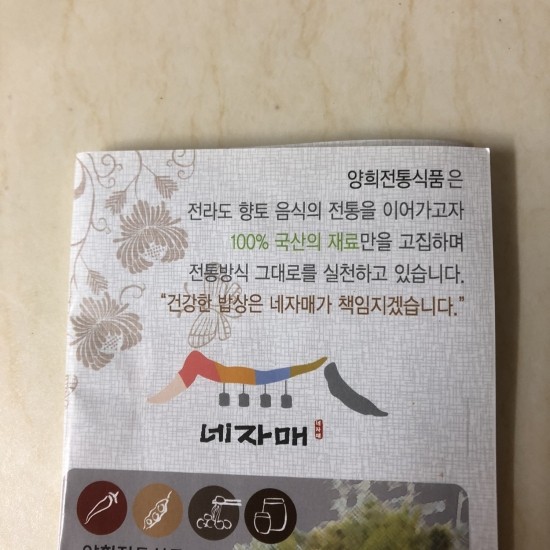 양희전통식품은
전라도 향토 음식의 전통을 이어가고자
100% 국산의 재료만을 고집하며
전통방식 그대로를 실천하고 있습니다.
"건강한 밥상은 네자매가 책임지겠습니다."
네자매
네자매